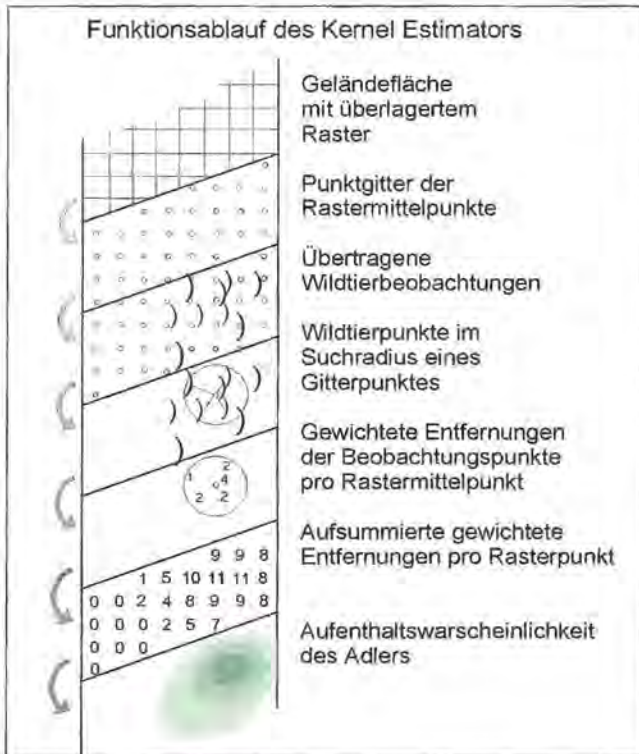 Funktionsablauf des Kernel Estimators
Geländefläche
mit überlagertem
Raster
Punktgitter der
Rastermittelpunkte
Übertragene
Wildtierbeobachtungen
Wildtierpunkte im
Suchradius eines
Gitterpunktes
Gewichtete Entfernungen
der Beobachtungspunkte
pro Rastermittelpunkt
2
1 4
2 2
Aufsummierte gewichtete
Entfernungen pro Rasterpunkt
9 9 8
1 5 10 11 11 8
0 0 2 4 8 9 9 8
0 0 0 2 5 7
0 0 0
0
Aufenthaltswarscheinlichkeit
des Adlers